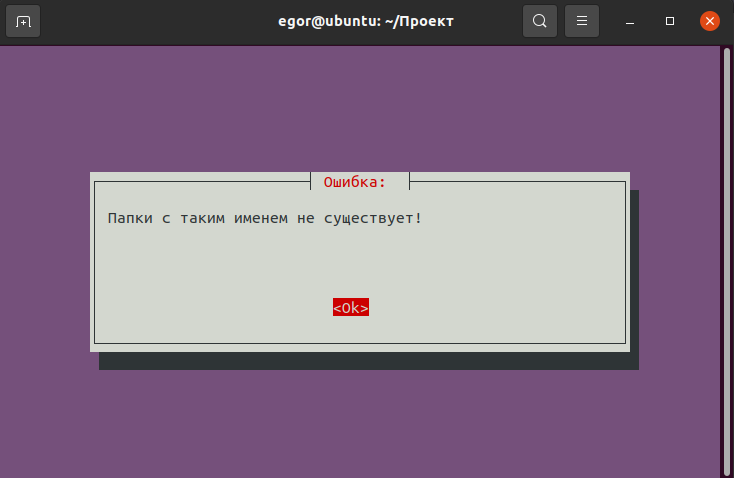 egor@ubuntu: ~/Проект
Ошибка:
Папки с таким именем не существует!
<Ok>